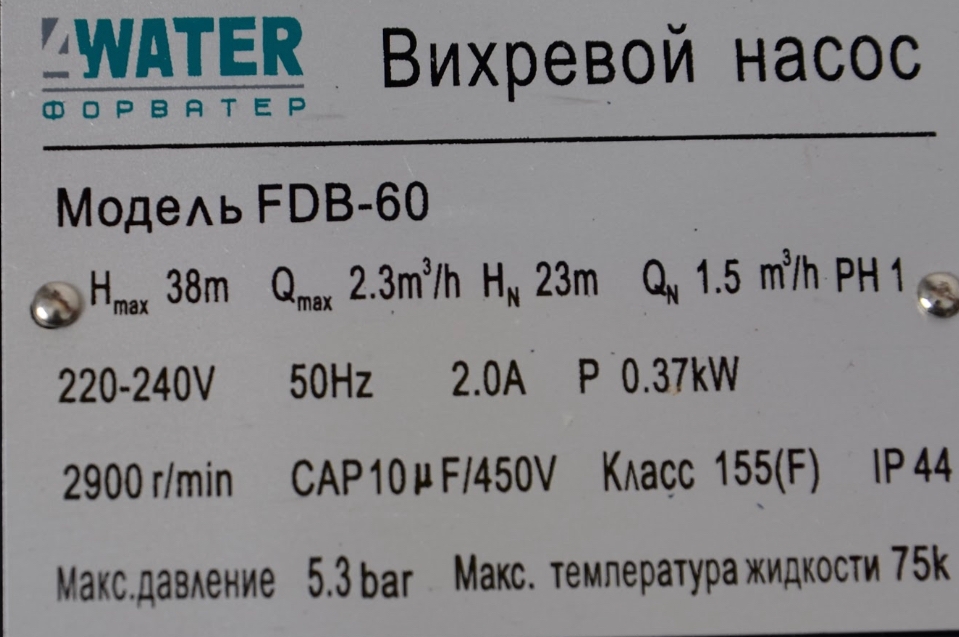 4WATER
ФОРВАТЕР
Вихревой насос
Модель FDB-60
Hmax 38m Qmax 2.3m³/h HN 23m QN 1.5 m³/h PH 1
220-240V 50Hz 2.0A P 0.37kW
2900 r/min CAP10µF/450V Класс 155(F) IP 44
Макс.давление 5.3 bar Макс. температура жидкости 75k